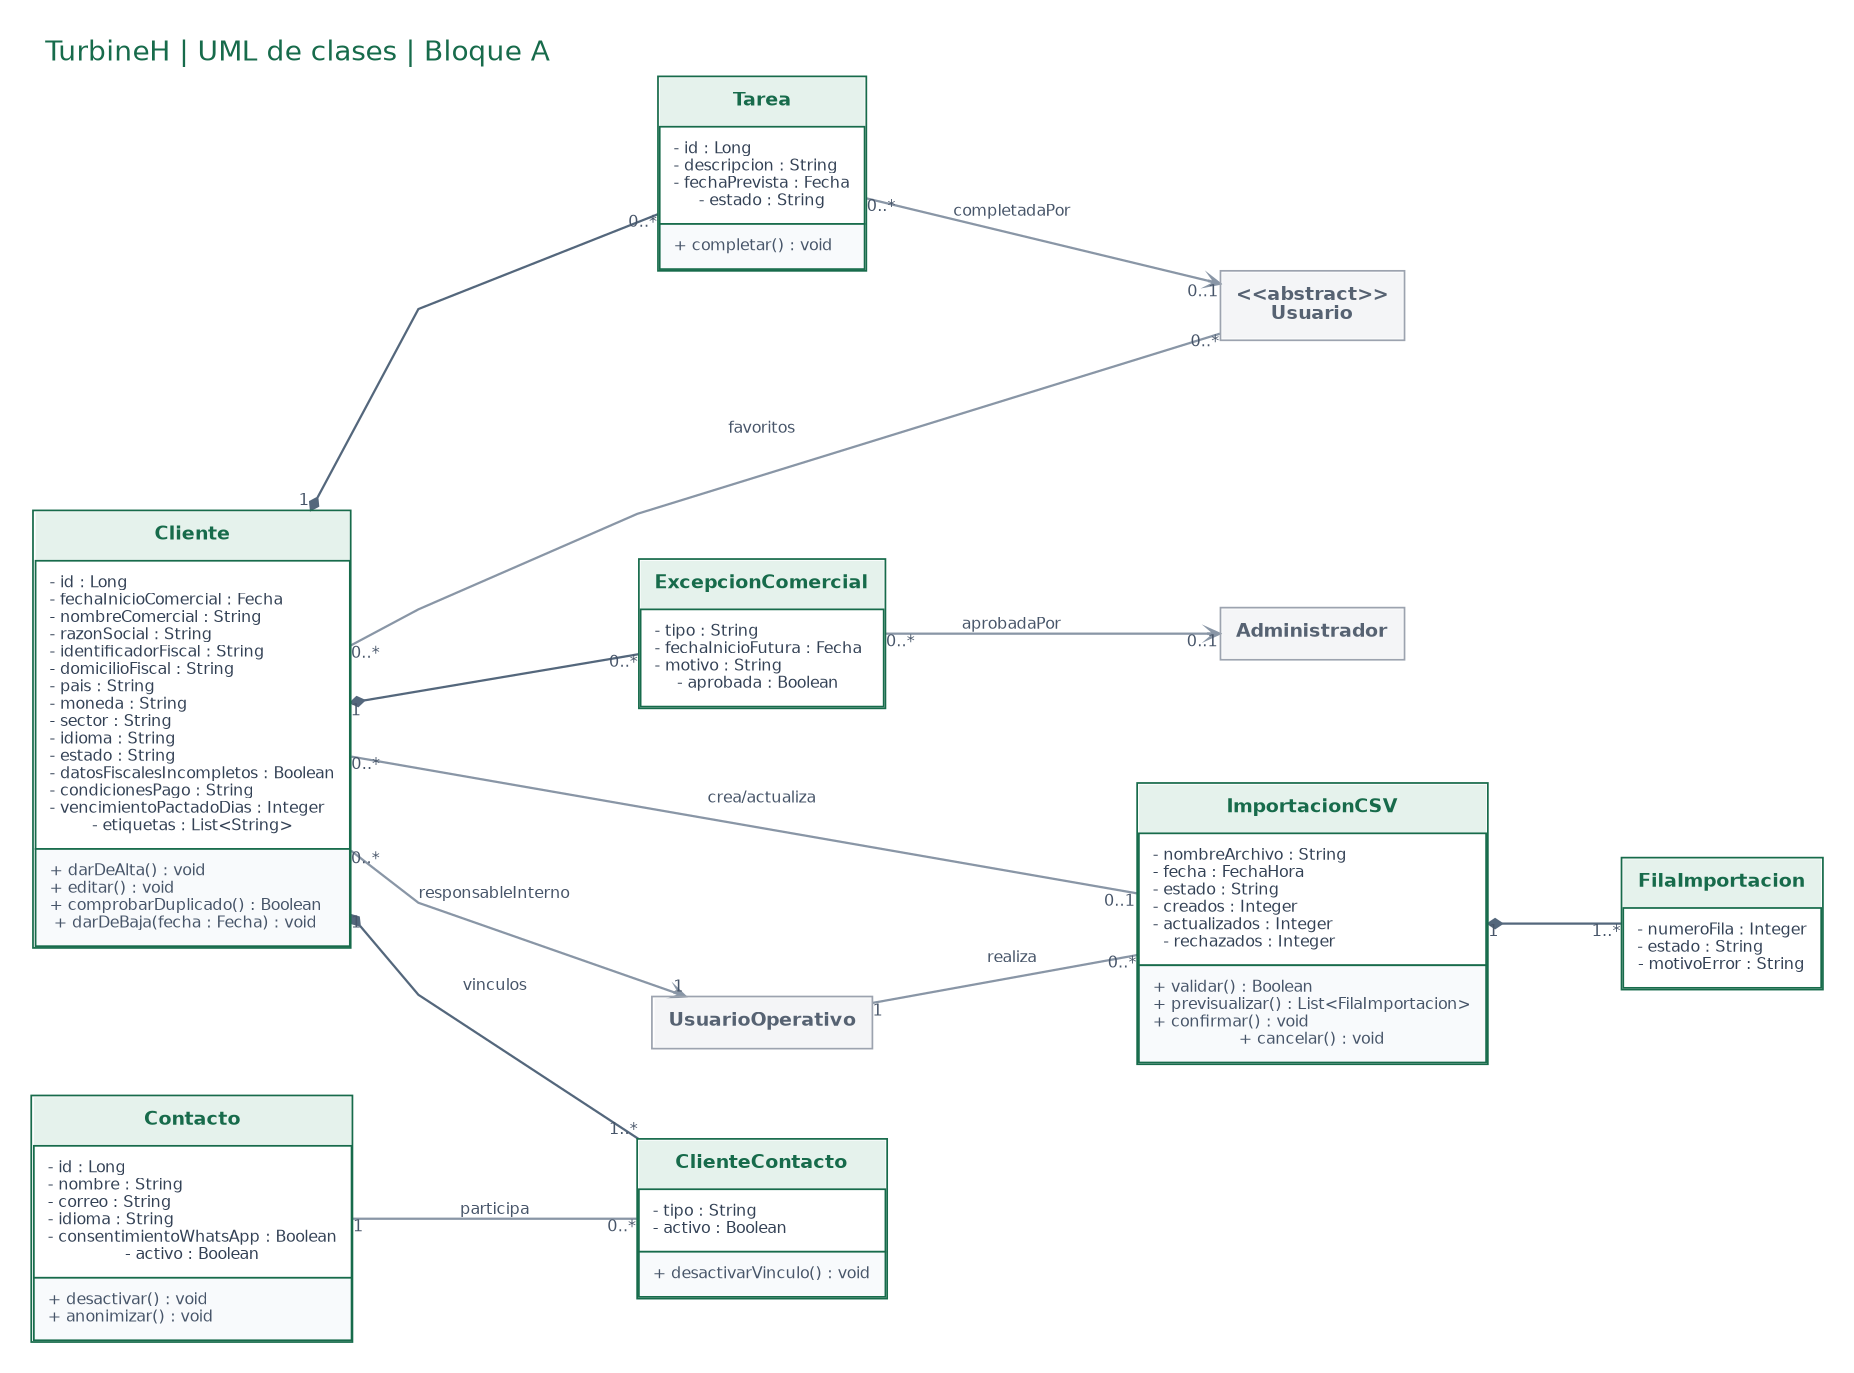 TurbineH | UML de clases | Bloque A
Tarea
- id : Long
- descripcion : String
- fechaPrevista : Fecha
- estado : String
+ completar() : void
0..*
0..*
completadaPor
0..1
<<abstract>>
Usuario
0..*
favoritos
1
Cliente
- id : Long
- fechaInicioComercial : Fecha
- nombreComercial : String
- razonSocial : String
- identificadorFiscal : String
- domicilioFiscal : String
- pais : String
- moneda : String
- sector : String
- idioma : String
- estado : String
- datosFiscalesIncompletos : Boolean
- condicionesPago : String
- vencimientoPactadoDias : Integer
- etiquetas : List<String>
+ darDeAlta() : void
+ editar() : void
+ comprobarDuplicado() : Boolean
+ darDeBaja(fecha : Fecha) : void
0..*
1
0..*
0..*
1
0..*
ExcepcionComercial
- tipo : String
- fechaInicioFutura : Fecha
- motivo : String
- aprobada : Boolean
0..*
aprobadaPor
0..1
Administrador
crea/actualiza
0..1
ImportacionCSV
- nombreArchivo : String
- fecha : FechaHora
- estado : String
- creados : Integer
- actualizados : Integer
- rechazados : Integer
+ validar() : Boolean
+ previsualizar() : List<FilaImportacion>
+ confirmar() : void
+ cancelar() : void
1
1..*
FilaImportacion
- numeroFila : Integer
- estado : String
- motivoError : String
responsableInterno
1
UsuarioOperativo
1
realiza
0..*
vinculos
1..*
Contacto
- id : Long
- nombre : String
- correo : String
- idioma : String
- consentimientoWhatsApp : Boolean
- activo : Boolean
+ desactivar() : void
+ anonimizar() : void
1
participa
0..*
ClienteContacto
- tipo : String
- activo : Boolean
+ desactivarVinculo() : void